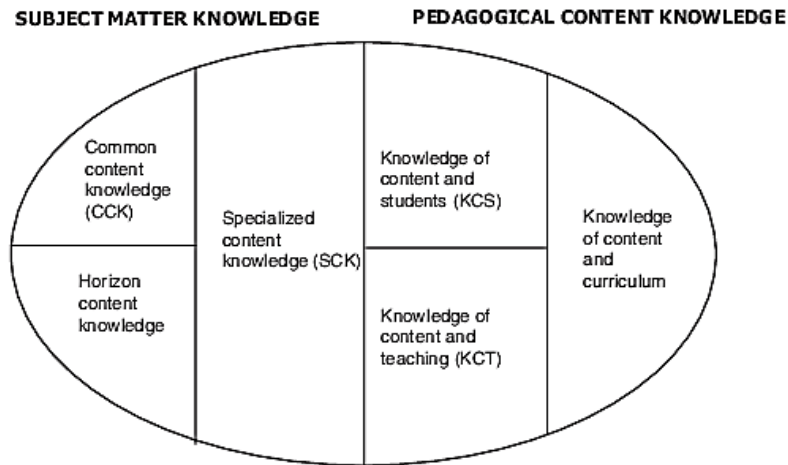 SUBJECT MATTER KNOWLEDGE
PEDAGOGICAL CONTENT KNOWLEDGE
Common
content
knowledge
(CCK)
Horizon
content
knowledge
Specialized
content
knowledge (SCK)
Knowledge of
content and
students (KCS)
Knowledge of
content and
teaching (KCT)
Knowledge
of content
and
curriculum